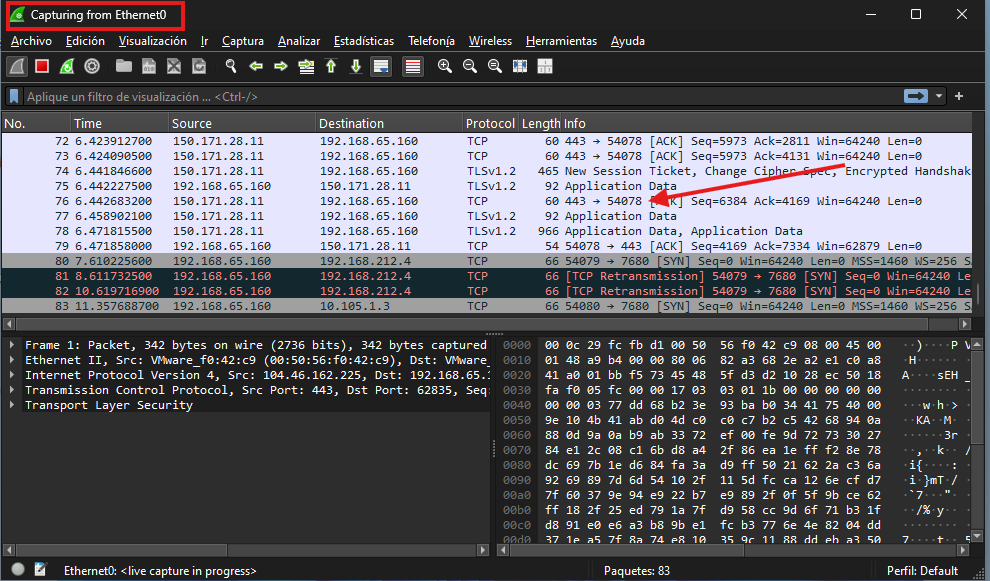 Capturing from Ethernet0
Archivo Edición Visualización Ir Captura Analizar Estadísticas Telefonía Wireless Herramientas Ayuda
Aplique un filtro de visualización ... <Ctrl-/>
No. Time Source Destination Protocol Length Info
72 6.423912700 150.171.28.11 192.168.65.160 TCP 60 443 → 54078 [ACK] Seq=5973 Ack=2811 Win=64240 Len=0
73 6.424090500 150.171.28.11 192.168.65.160 TCP 60 443 → 54078 [ACK] Seq=5973 Ack=4131 Win=64240 Len=0
74 6.441846600 150.171.28.11 192.168.65.160 TLSv1.2 465 New Session Ticket, Change Cipher Spec, Encrypted Handshak
75 6.442227500 192.168.65.160 150.171.28.11 TLSv1.2 92 Application Data
76 6.442683200 150.171.28.11 192.168.65.160 TCP 60 443 → 54078 [ACK] Seq=6384 Ack=4169 Win=64240 Len=0
77 6.458902100 150.171.28.11 192.168.65.160 TLSv1.2 92 Application Data
78 6.471815500 150.171.28.11 192.168.65.160 TLSv1.2 966 Application Data, Application Data
79 6.471858000 192.168.65.160 150.171.28.11 TCP 54 54078 → 443 [ACK] Seq=4169 Ack=7334 Win=62879 Len=0
80 7.610225600 192.168.65.160 192.168.212.4 TCP 66 54079 → 7680 [SYN] Seq=0 Win=64240 Len=0 MSS=1460 WS=256 SA
81 8.611732500 192.168.65.160 192.168.212.4 TCP 66 [TCP Retransmission] 54079 → 7680 [SYN] Seq=0 Win=64240 Le
82 10.619716900 192.168.65.160 192.168.212.4 TCP 66 [TCP Retransmission] 54079 → 7680 [SYN] Seq=0 Win=64240 Le
83 11.357688700 192.168.65.160 10.105.1.3 TCP 66 54080 → 7680 [SYN] Seq=0 Win=64240 Len=0 MSS=1460 WS=256 SA
Frame 1: Packet, 342 bytes on wire (2736 bits), 342 bytes captured
Ethernet II, Src: VMware_f0:42:c9 (00:50:56:f0:42:c9), Dst: VMware_
Internet Protocol Version 4, Src: 104.46.162.225, Dst: 192.168.65.1
Transmission Control Protocol, Src Port: 443, Dst Port: 62835, Seq:
Transport Layer Security
0000 00 0c 29 fc fb d1 00 50 56 f0 42 c9 08 00 45 00 ··)····P V
0010 01 48 a9 b4 00 00 80 06 82 a3 68 2e a2 e1 c0 a8 ·H······
0020 41 a0 01 bb f5 73 45 48 5f d3 d2 10 28 ec 50 18 A····sEH _
0030 fa f0 05 fc 00 00 17 03 03 01 1b 00 00 00 00 00
0040 00 00 03 77 dd 68 b2 3e 93 ba b0 34 41 75 40 00 ···w·h·>
0050 9e 10 4b 41 ab d0 4d c0 c0 c7 b2 c5 42 68 94 0a ··KA··M·
0060 88 0d 9a 0a b9 ab 33 72 ef 00 fe 9d 72 73 30 27 ······3r
0070 84 e1 2c 08 c1 6b d8 a4 2f 86 ea 1e ff f2 8e 78 ··,··k·· /
0080 dc 69 7b 1e d6 84 fa 3a d9 ff 50 21 62 2a c3 6a ·i{····:
0090 92 69 89 7d 6d 54 10 2f 11 5d fc ca 12 6e cf d7 ·i·}mT·/
00a0 7f 60 37 9e 94 e9 22 b7 e9 89 2f 0f 5f 9b ce 62 ·`7···"·
00b0 ff 18 2f 25 ed 79 1a 7f d9 58 cc 9d 6f 71 b3 1f ··/%·y··
00c0 d8 91 e0 e6 a3 b8 9b e1 fc b3 77 6e 4e 82 04 dd
00d0 37 1e a5 7f 8a 74 e8 10 35 9c 11 88 dd eb a3 50 7····t·· 5
Ethernet0: <live capture in progress> Paquetes: 83 Perfil: Default